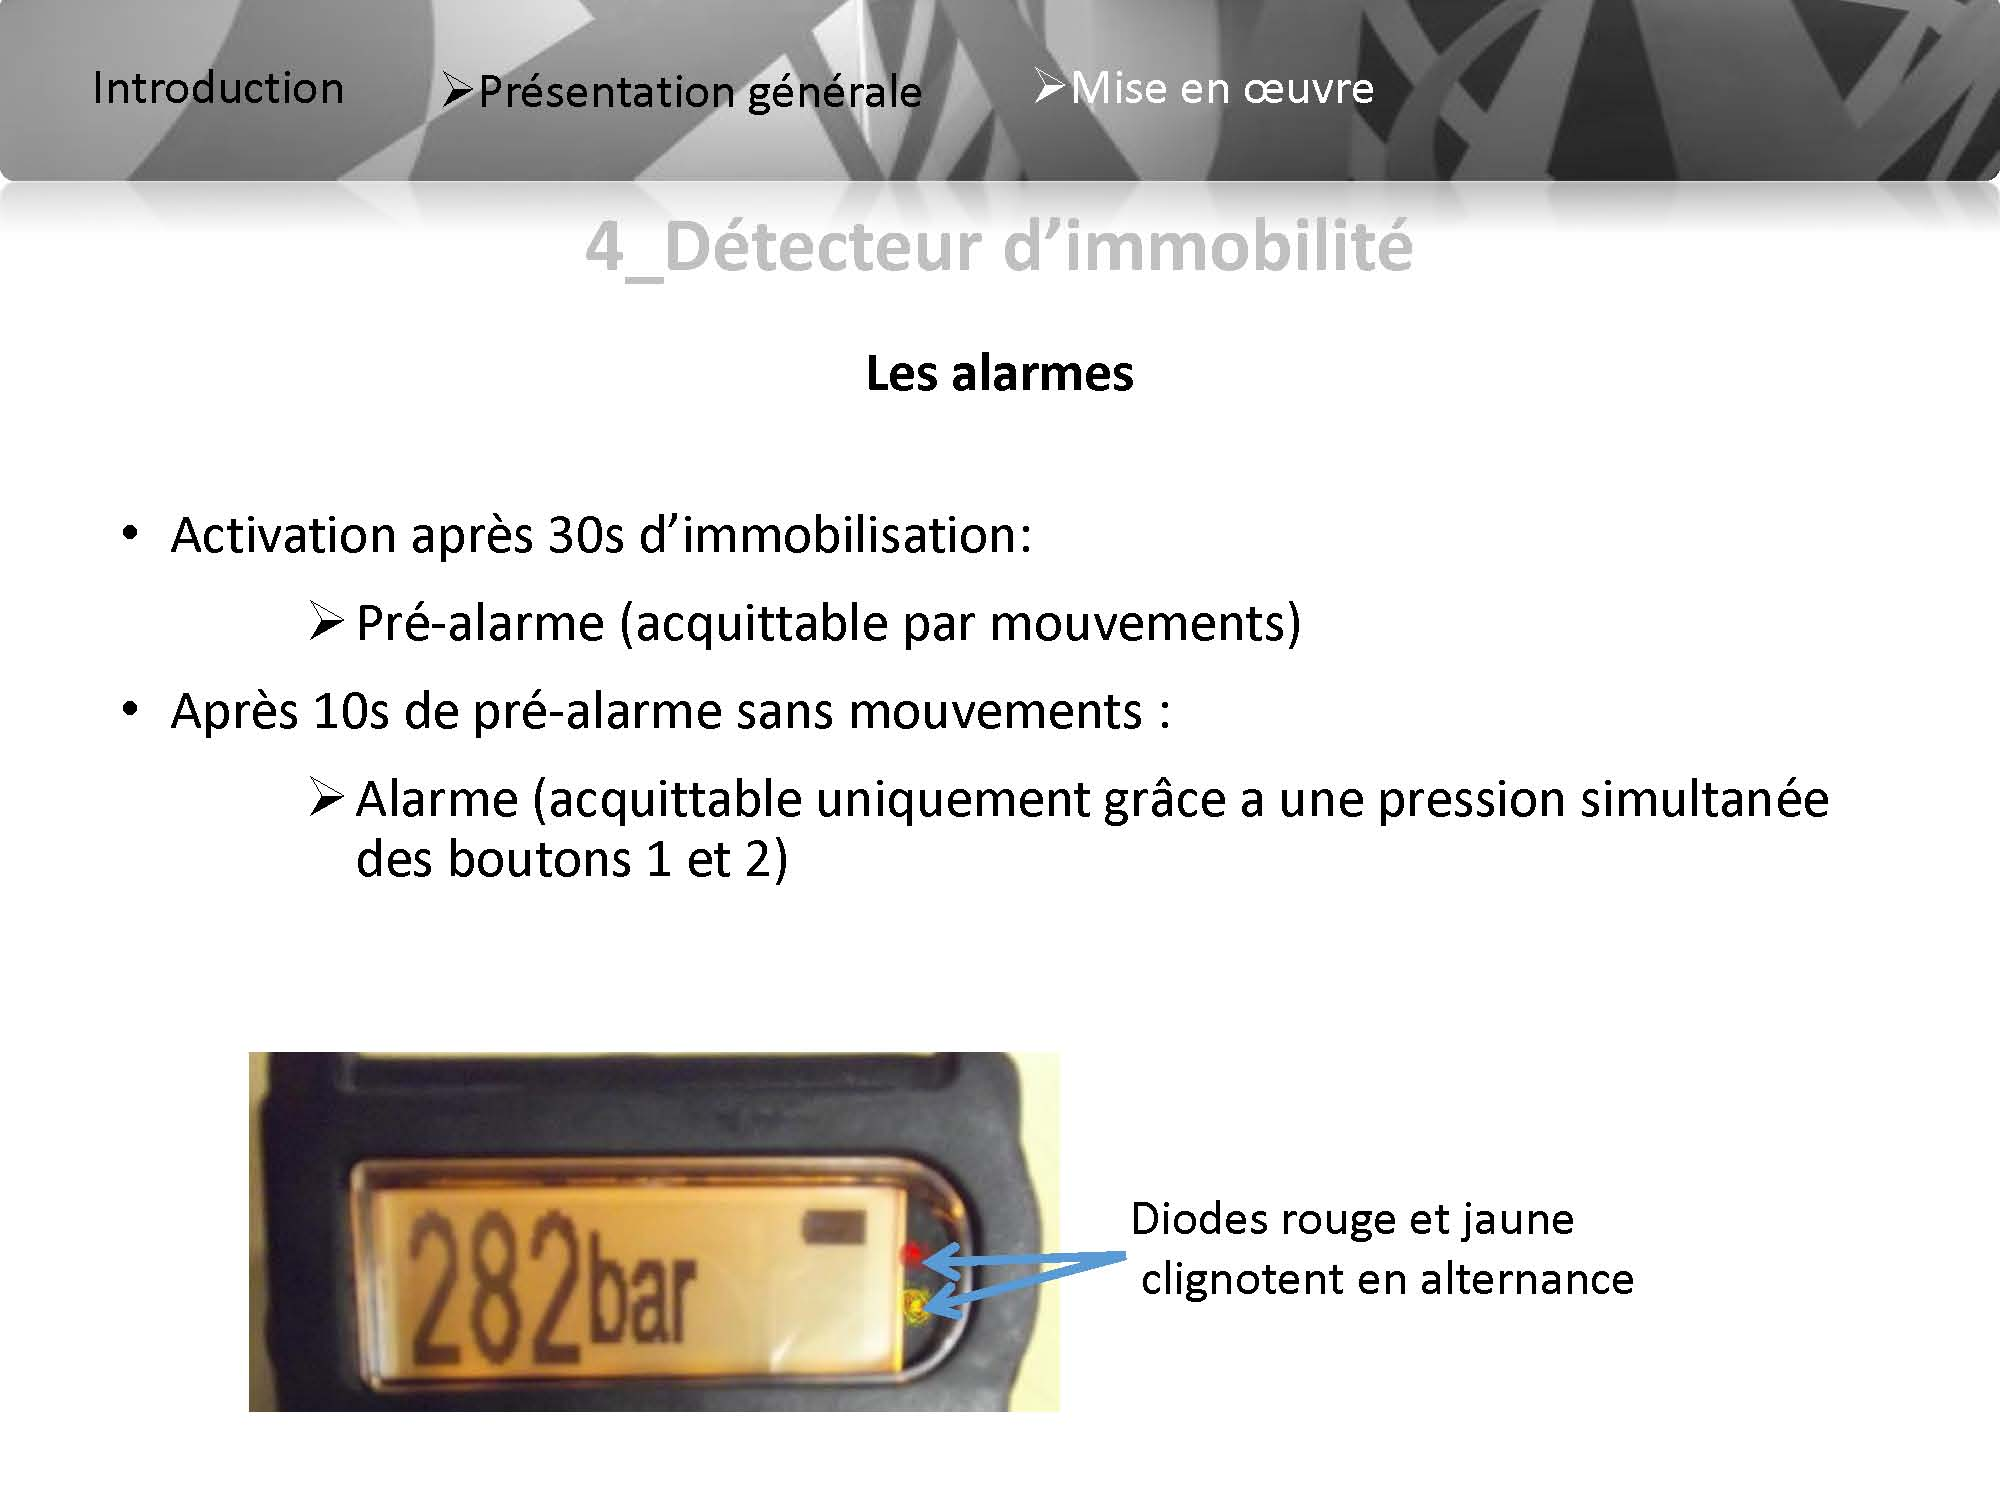 Introduction
➢Présentation générale
➢Mise en œuvre
4_Détecteur d’immobilité
Les alarmes
• Activation après 30s d’immobilisation:
➢Pré-alarme (acquittable par mouvements)
• Après 10s de pré-alarme sans mouvements :
➢Alarme (acquittable uniquement grâce a une pression simultanée
des boutons 1 et 2)
282bar
Diodes rouge et jaune
clignotent en alternance